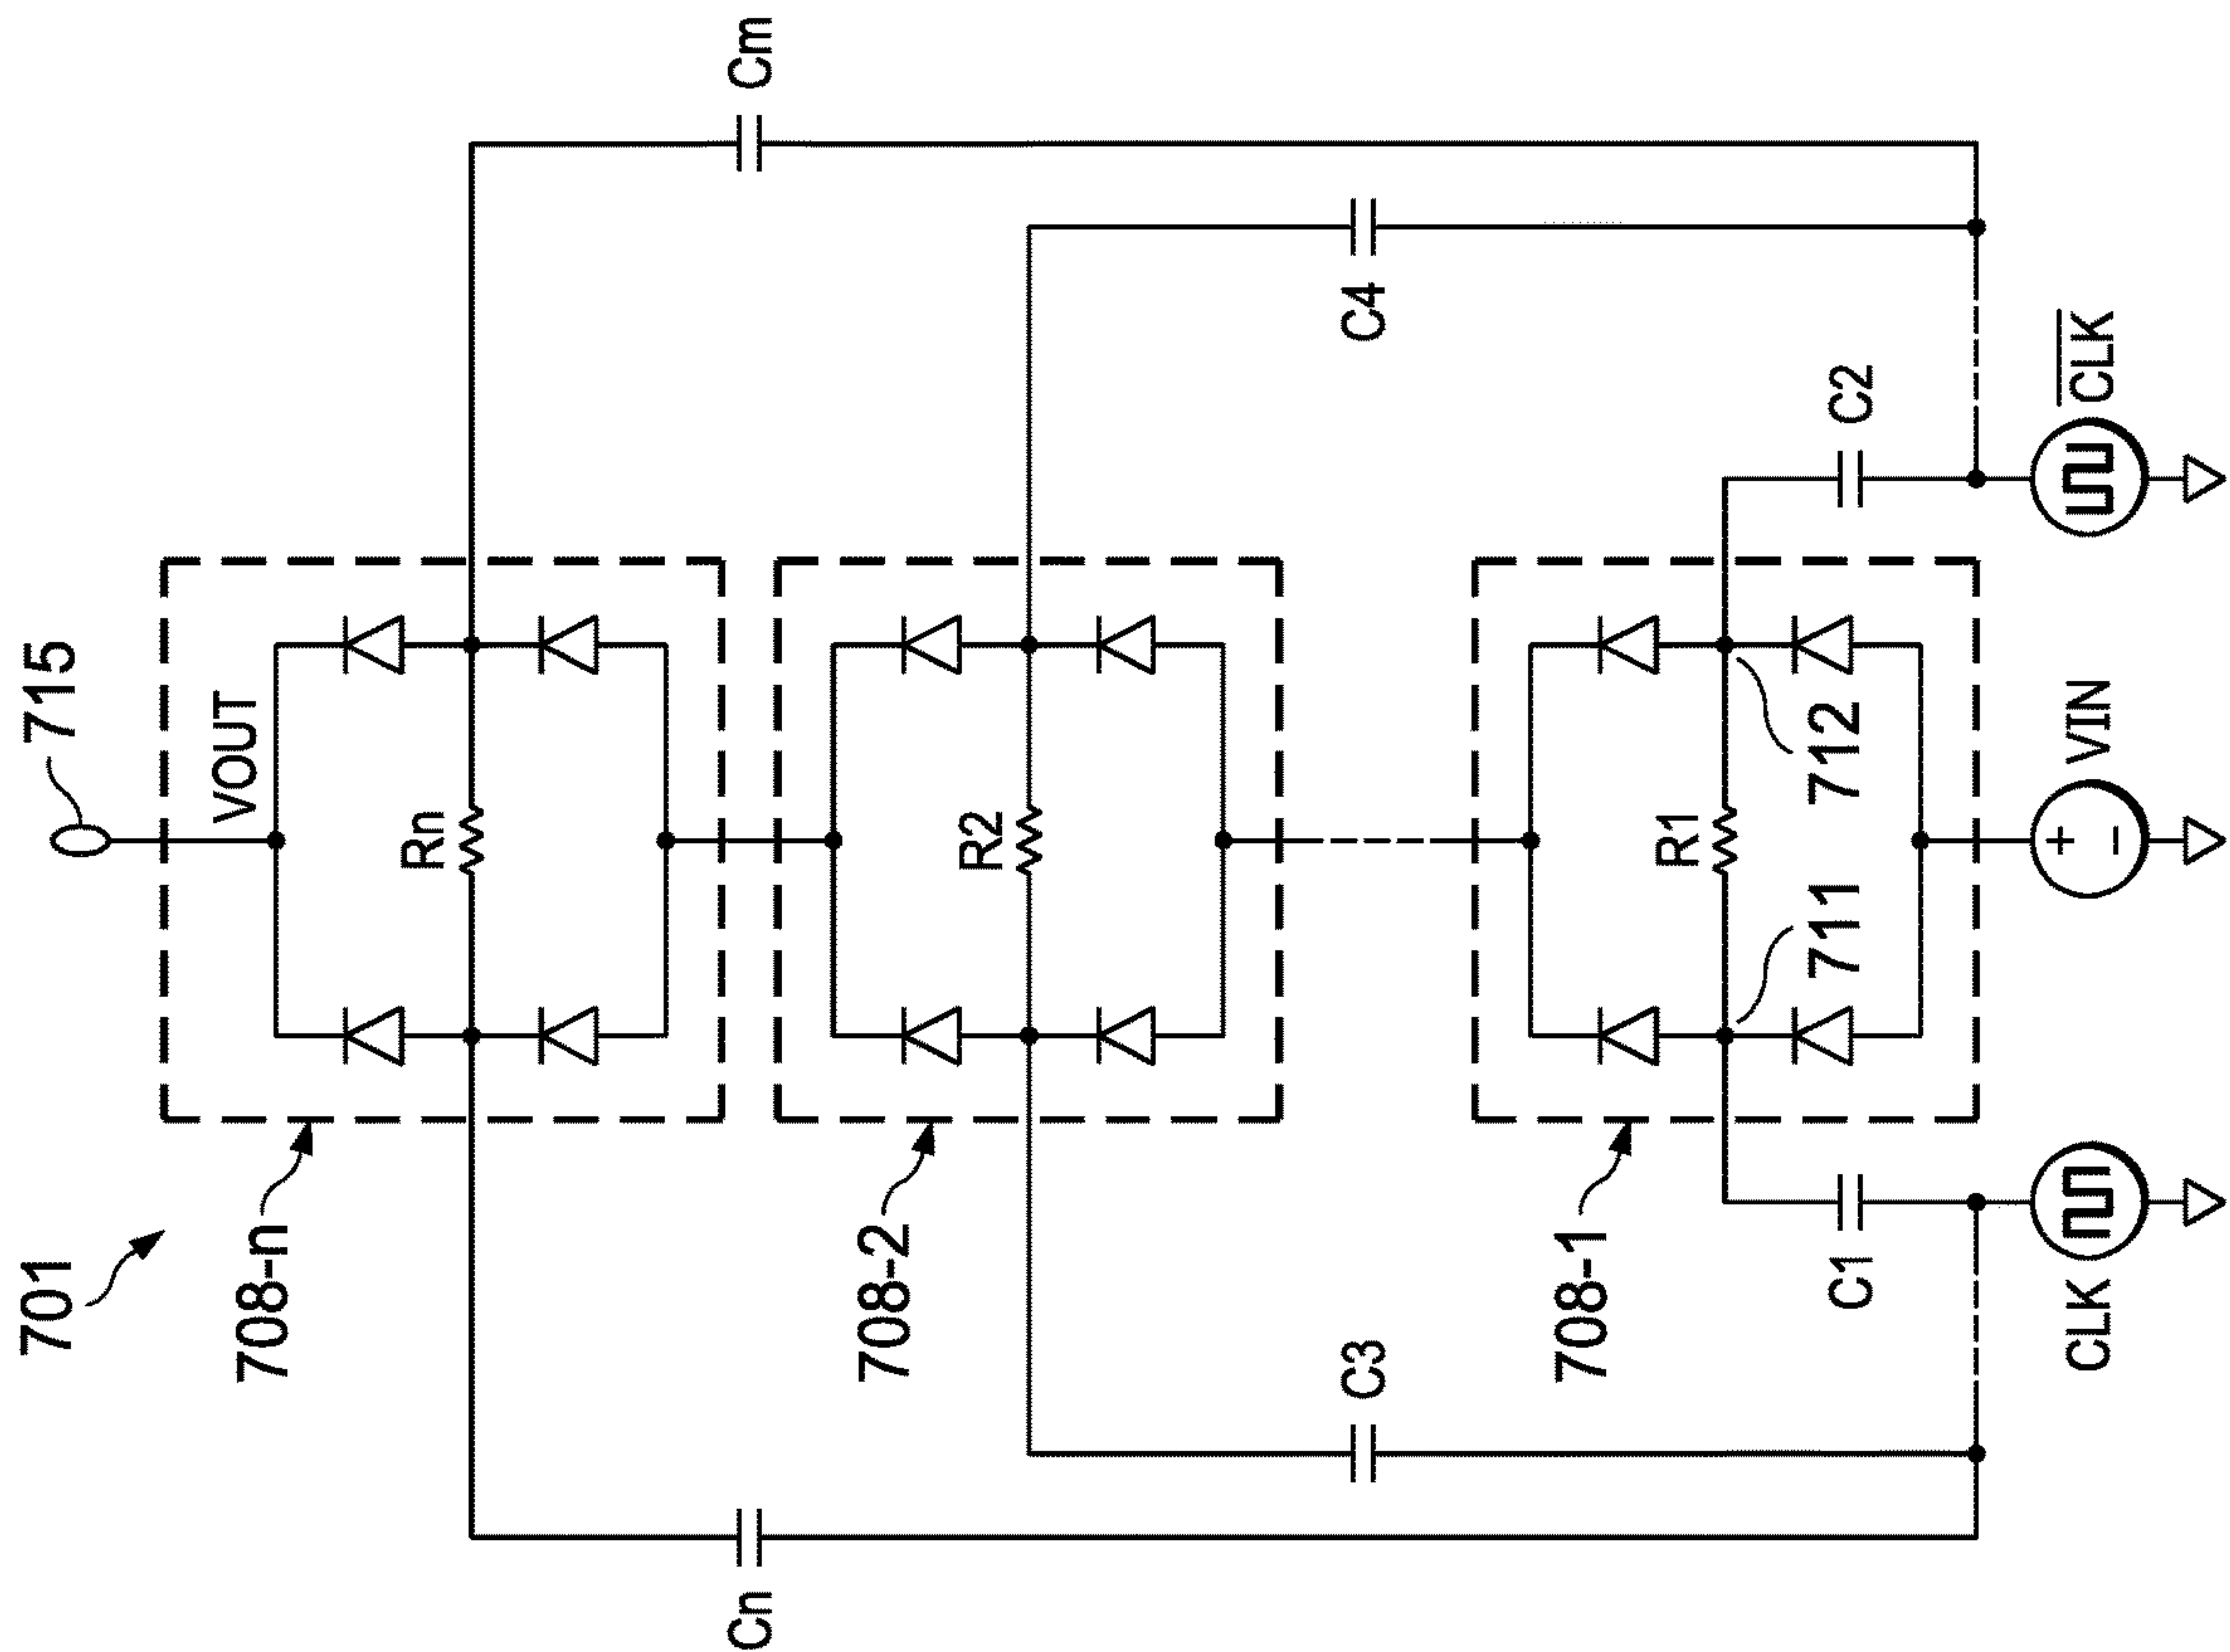 701
715
VOUT
708-n
Rn
Cn
Cm
708-2
R2
C3
C4
708-1
R1
711
712
C1
C2
CLK
+
−
VIN
C̅L̅K̅